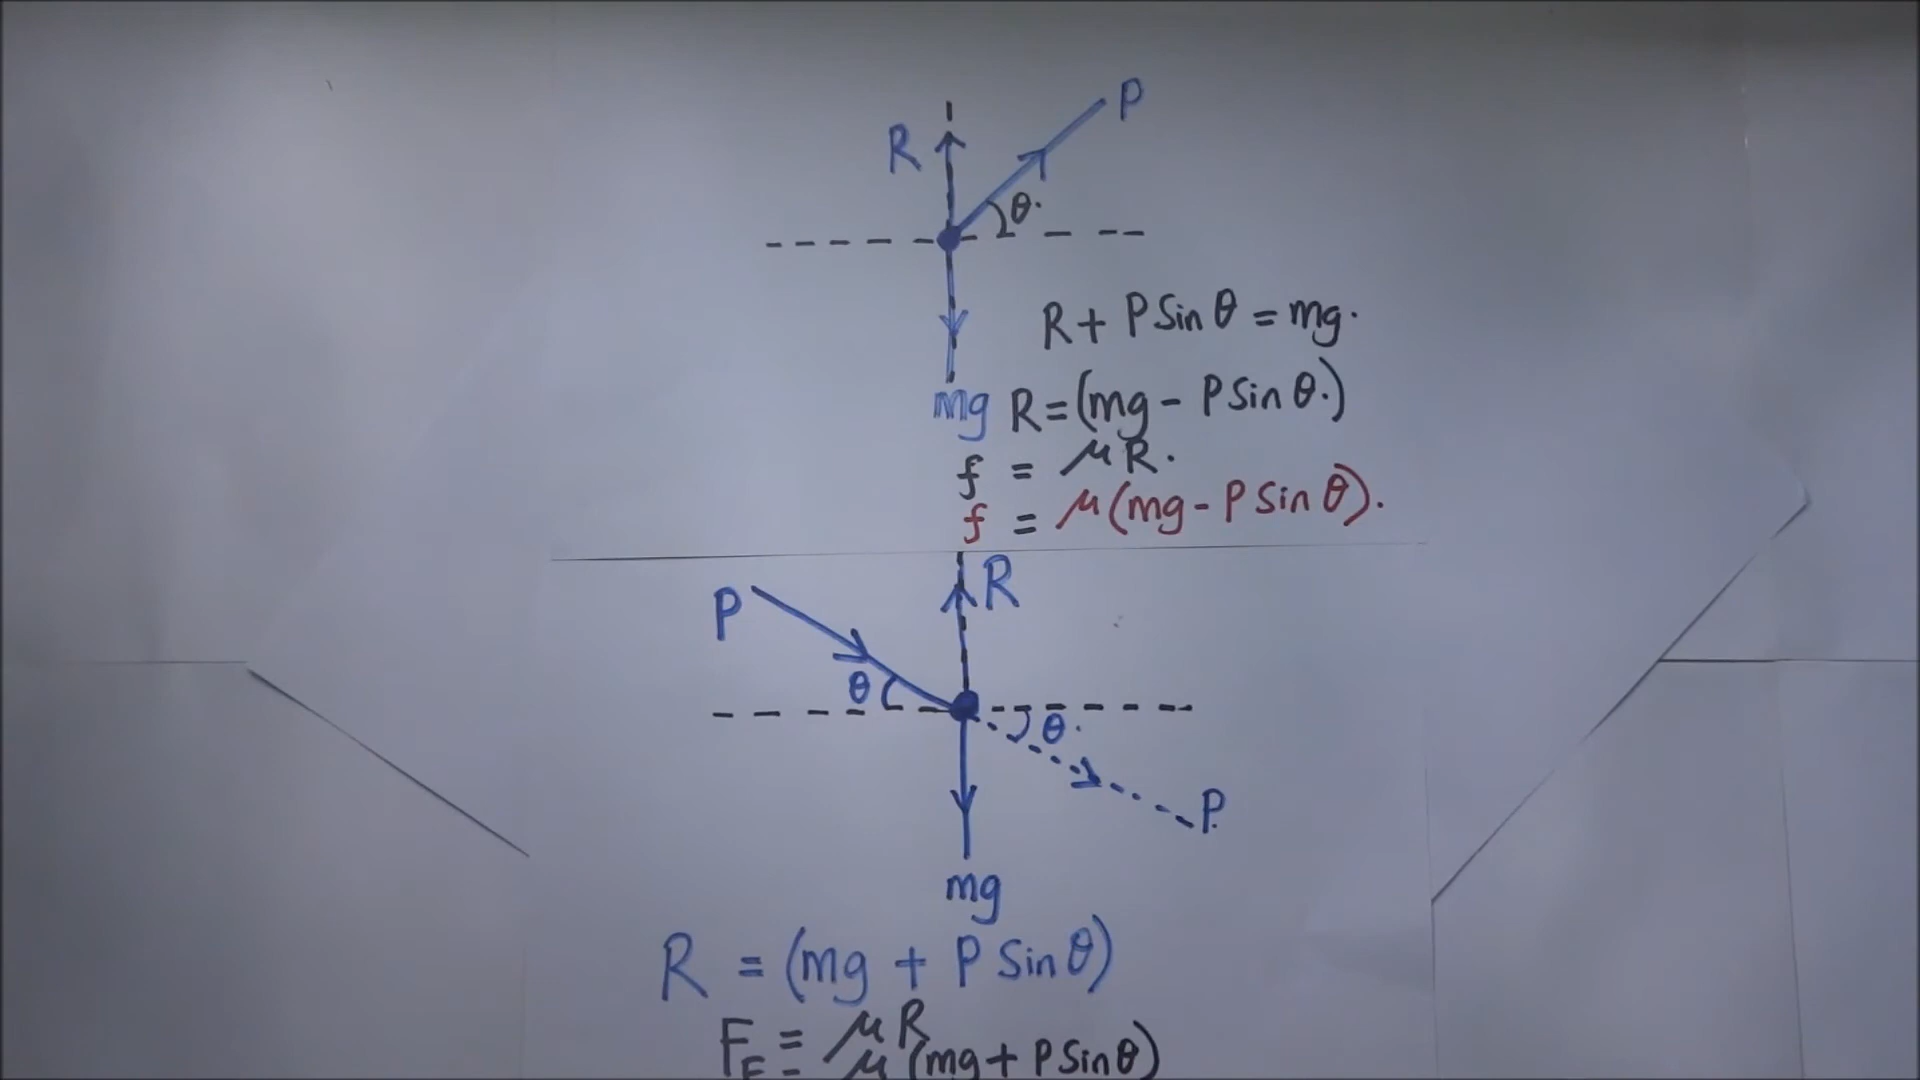 P
R
θ.
R + P Sin θ = mg.
mg R = (mg - P Sin θ.)
f = μR.
f = μ(mg - P Sin θ).
R
P
θ
θ.
P.
mg
R = (mg + P Sin θ)
F = μR
F = μ(mg + P Sin θ)